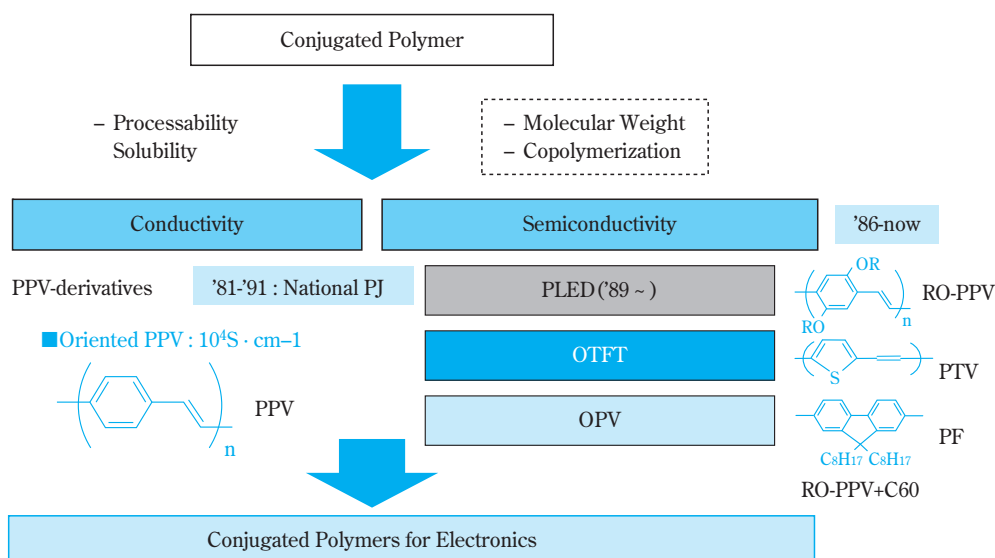 Conjugated Polymer
– Processability
Solubility
– Molecular Weight
– Copolymerization
Conductivity
Semiconductivity
’86-now
PPV-derivatives
’81-’91 : National PJ
PLED (’89 ~ )
OR
RO
n
RO-PPV
■Oriented PPV : 10⁴S · cm–1
OTFT
S
PTV
n
PPV
OPV
C8H17 C8H17
PF
RO-PPV+C60
Conjugated Polymers for Electronics